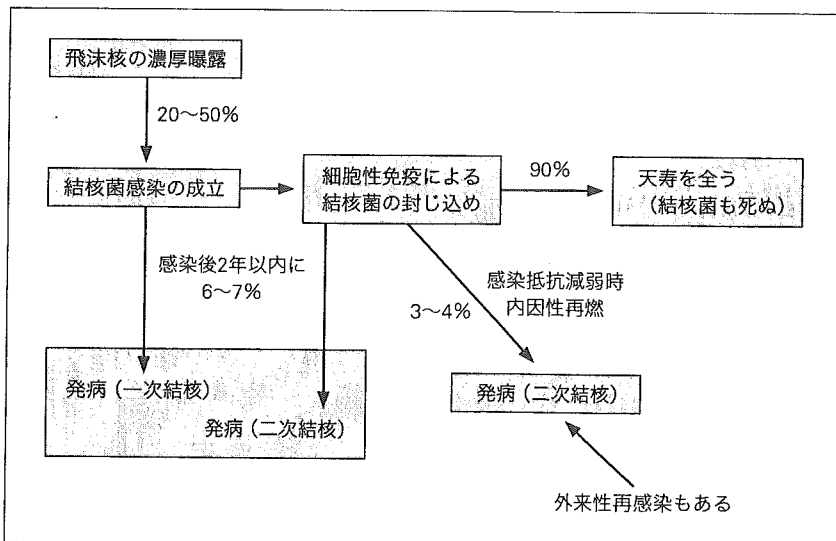 飛沫核の濃厚曝露
20〜50%
結核菌感染の成立
細胞性免疫による
結核菌の封じ込め
90%
天寿を全う
（結核菌も死ぬ）
感染後2年以内に
6〜7%
3〜4%
感染抵抗減弱時
内因性再燃
発病（一次結核）
発病（二次結核）
発病（二次結核）
外来性再感染もある